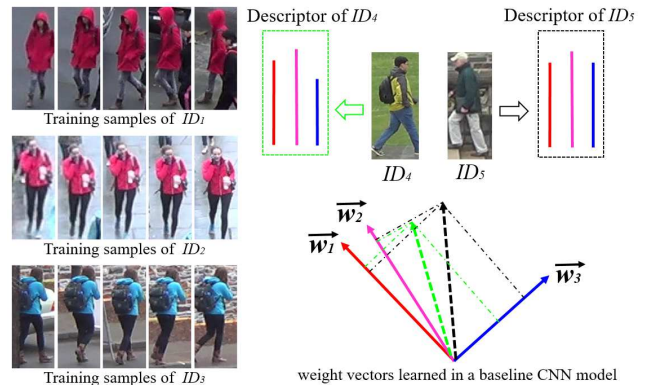 Training samples of ID1
Training samples of ID2
Training samples of ID3
Descriptor of ID4
Descriptor of ID5
ID4
ID5
w1
w2
w3
weight vectors learned in a baseline CNN model